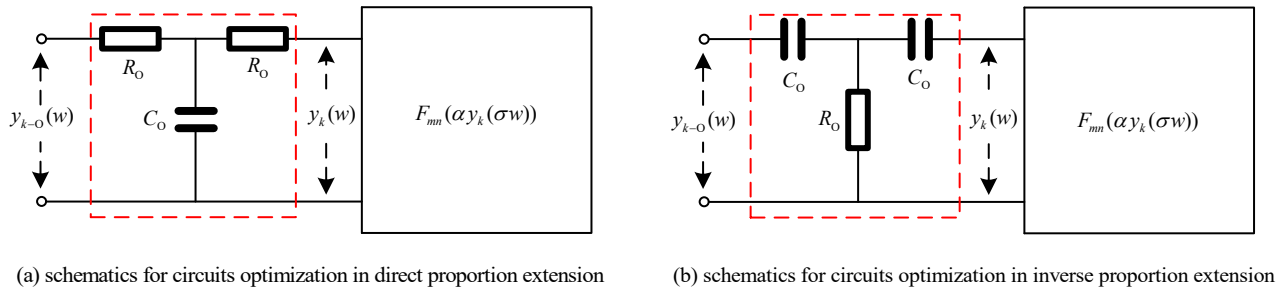 R_O
R_O
y_{k-O}(w)
C_O
y_k(w)
F_{mn}(αy_k(σw))
(a) schematics for circuits optimization in direct proportion extension
C_O
C_O
y_{k-O}(w)
R_O
y_k(w)
F_{mn}(αy_k(σw))
(b) schematics for circuits optimization in inverse proportion extension